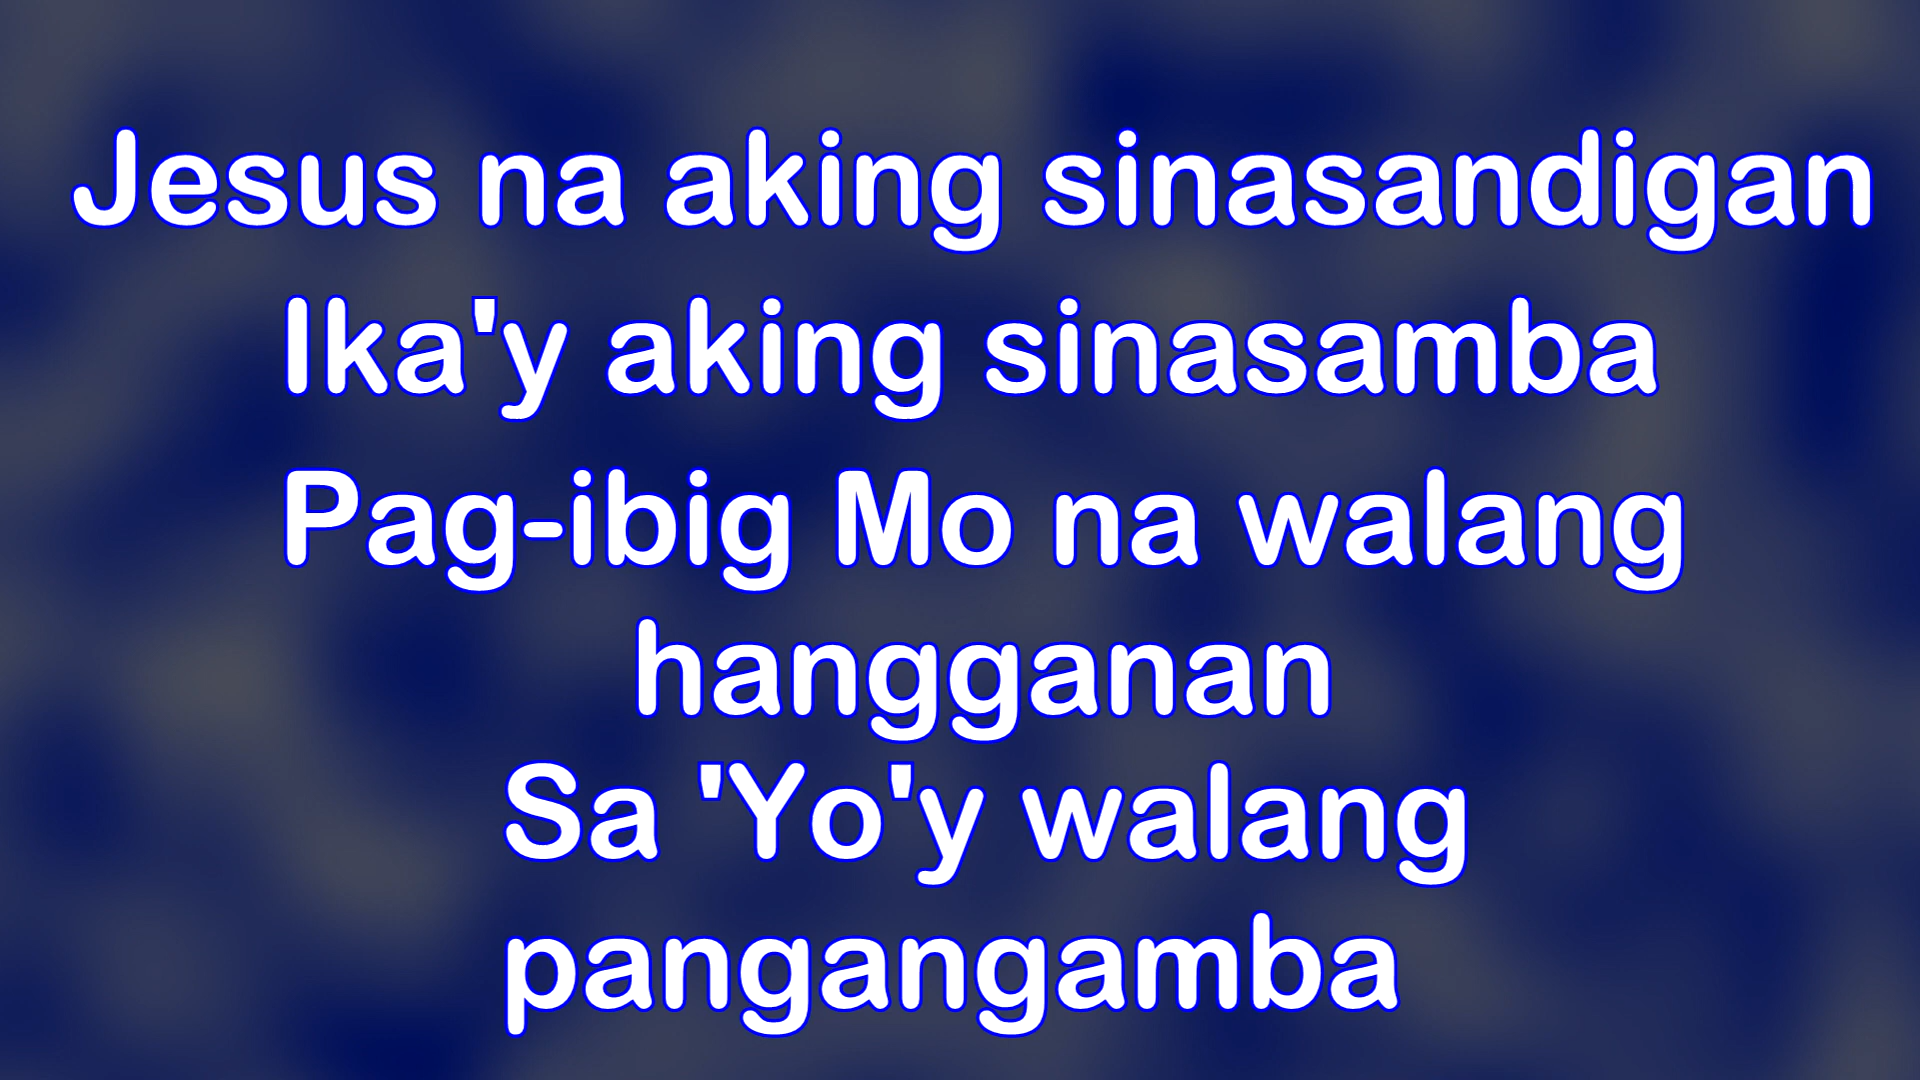 Jesus na aking sinasandigan
Ika'y aking sinasamba
Pag-ibig Mo na walang
hangganan
Sa 'Yo'y walang
pangangamba